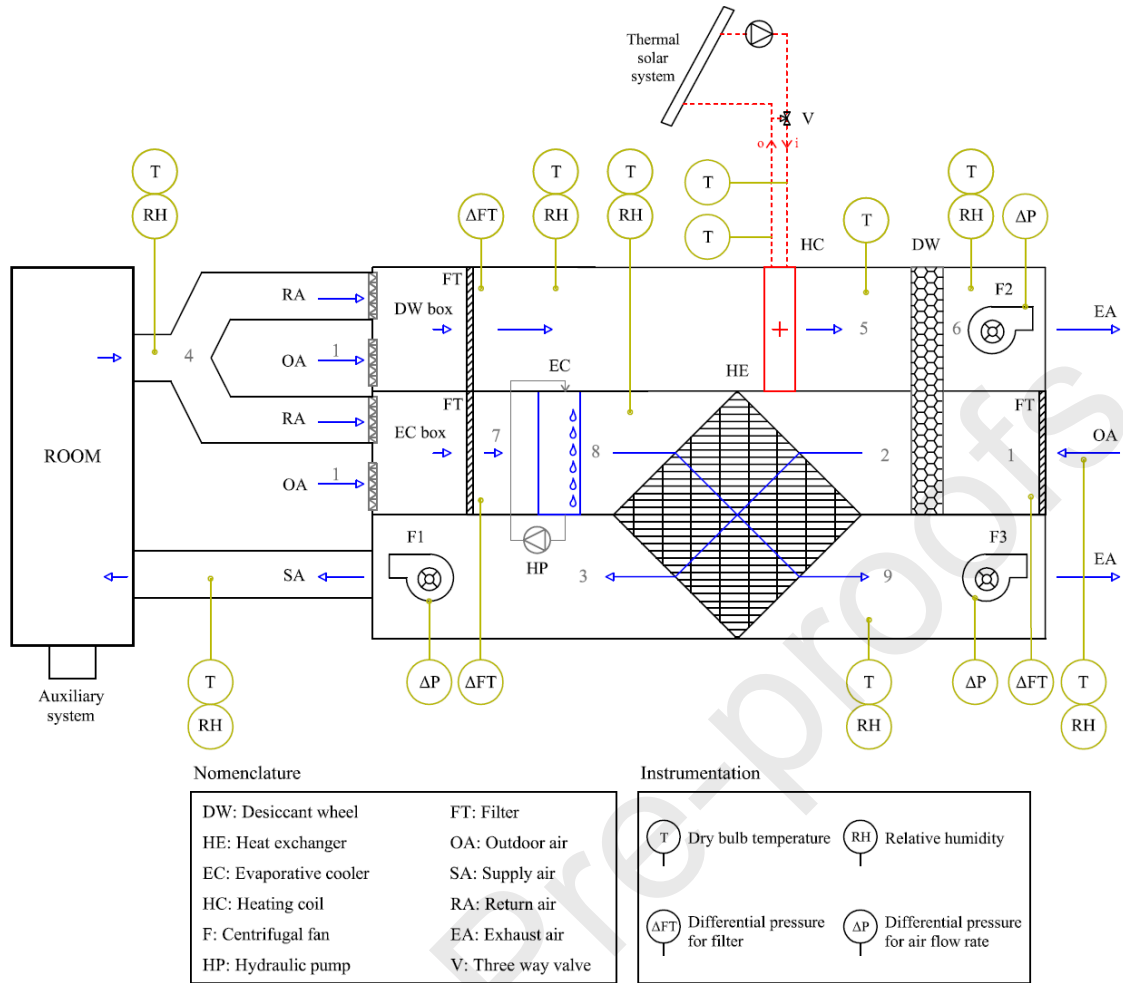 Thermal
solar
system
V
o
i
T
RH
ΔFT
T
RH
T
RH
T
T
HC
T
DW
T
RH
ΔP
RA
FT
DW box
F2
EA
4
OA
1
5
6
EC
HE
RA
FT
FT
ROOM
EC box
7
8
2
1
OA
OA
1
F1
HP
3
9
F3
EA
SA
Auxiliary
system
T
RH
ΔP
ΔFT
T
RH
ΔP
ΔFT
T
RH
Nomenclature
DW: Desiccant wheel
HE: Heat exchanger
EC: Evaporative cooler
HC: Heating coil
F: Centrifugal fan
HP: Hydraulic pump
FT: Filter
OA: Outdoor air
SA: Supply air
RA: Return air
EA: Exhaust air
V: Three way valve
Instrumentation
T Dry bulb temperature
RH Relative humidity
ΔFT Differential pressure
for filter
ΔP Differential pressure
for air flow rate
Pre-proofs